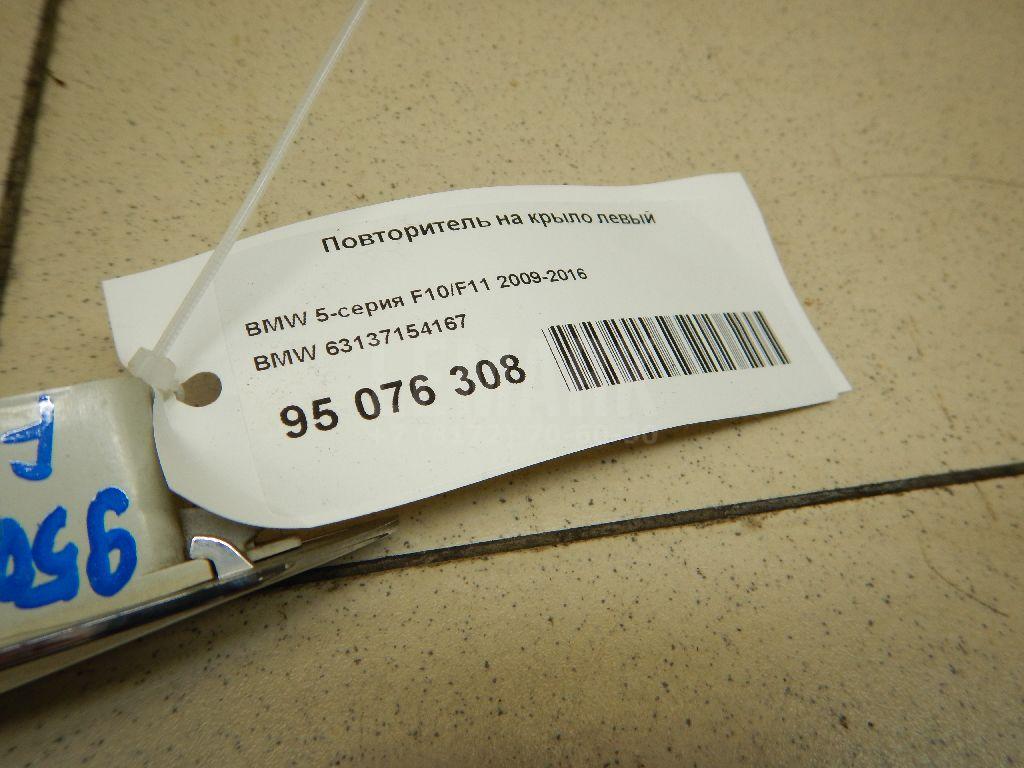 Повторитель на крыло левый
BMW 5-серия F10/F11 2009-2016
BMW 63137154167
95 076 308